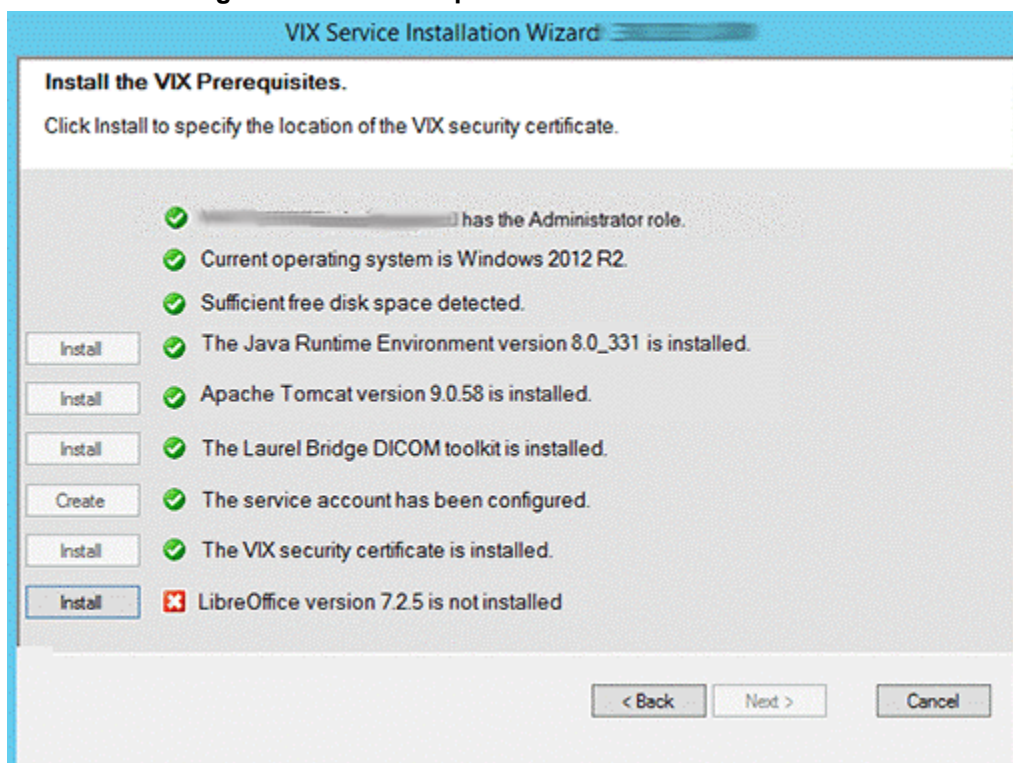 VIX Service Installation Wizard
Install the VIX Prerequisites.
Click Install to specify the location of the VIX security certificate.
has the Administrator role.
Current operating system is Windows 2012 R2.
Sufficient free disk space detected.
Install The Java Runtime Environment version 8.0_331 is installed.
Install Apache Tomcat version 9.0.58 is installed.
Install The Laurel Bridge DICOM toolkit is installed.
Create The service account has been configured.
Install The VIX security certificate is installed.
Install LibreOffice version 7.2.5 is not installed
< Back Next > Cancel